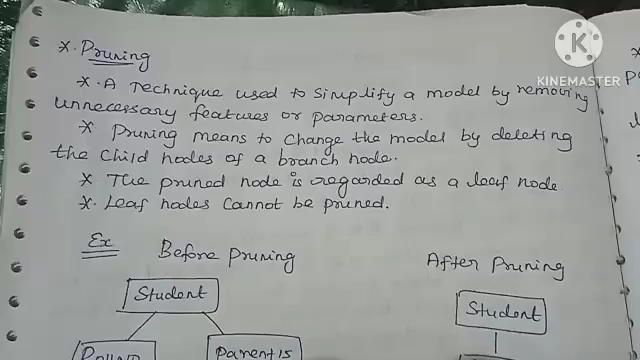 * Pruning
* A Technique used to simplify a model by removing
unnecessary features or parameters.
* Pruning means to change the model by deleting
the child nodes of a branch node.
* The pruned node is regarded as a leaf node
* Leaf nodes cannot be pruned.
Ex Before Pruning After Pruning
Student Student
Parent is
KINEMASTER